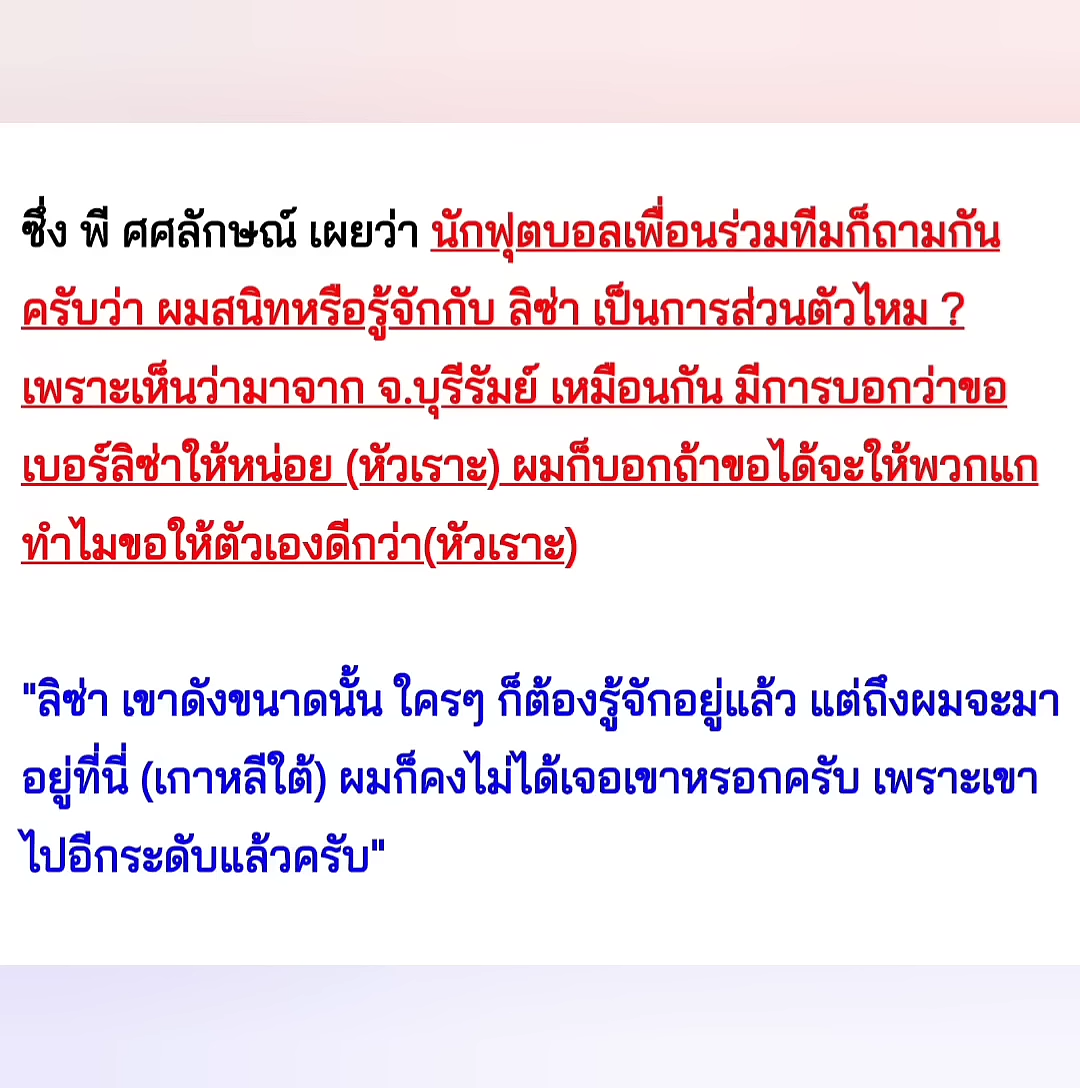 ซึ่ง พี ศศลักษณ์ เผยว่า นักฟุตบอลเพื่อนร่วมทีมก็ถามกัน
ครับว่า ผมสนิทหรือรู้จักกับ ลิซ่า เป็นการส่วนตัวไหม ?
เพราะเห็นว่ามาจาก จ.บุรีรัมย์ เหมือนกัน มีการบอกว่าขอ
เบอร์ลิซ่าให้หน่อย (หัวเราะ) ผมก็บอกถ้าขอได้จะให้พวกแก
ทำไมขอให้ตัวเองดีกว่า(หัวเราะ)
"ลิซ่า เขาดังขนาดนั้น ใครๆ ก็ต้องรู้จักอยู่แล้ว แต่ถึงผมจะมา
อยู่ที่นี่ (เกาหลีใต้) ผมก็คงไม่ได้เจอเขาหรอกครับ เพราะเขา
ไปอีกระดับแล้วครับ"